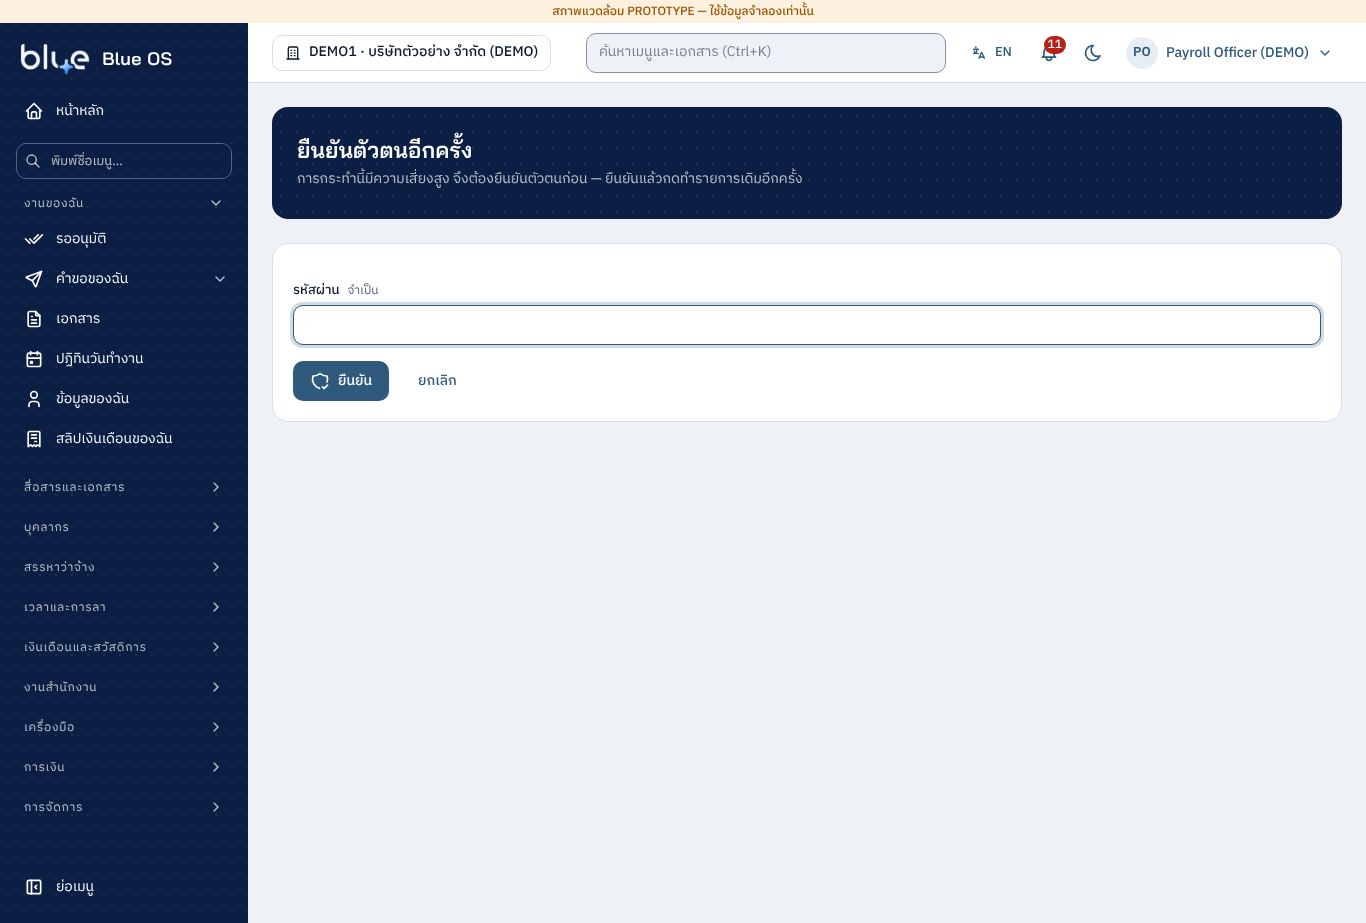 สภาพแวดล้อม PROTOTYPE — ใช้ข้อมูลจำลองเท่านั้น
blue Blue OS
DEMO1 · บริษัทตัวอย่าง จำกัด (DEMO)
ค้นหาเมนูและเอกสาร (Ctrl+K)
EN
11
PO Payroll Officer (DEMO)
หน้าหลัก
พิมพ์ชื่อเมนู...
งานของฉัน
รออนุมัติ
คำขอของฉัน
เอกสาร
ปฏิทินวันทำงาน
ข้อมูลของฉัน
สลิปเงินเดือนของฉัน
สื่อสารและเอกสาร
บุคลากร
สรรหาว่าจ้าง
เวลาและการลา
เงินเดือนและสวัสดิการ
งานสำนักงาน
เครื่องมือ
การเงิน
การจัดการ
ย่อเมนู
ยืนยันตัวตนอีกครั้ง
การกระทำนี้มีความเสี่ยงสูง จึงต้องยืนยันตัวตนก่อน — ยืนยันแล้วกดทำรายการเดิมอีกครั้ง
รหัสผ่าน จำเป็น
ยืนยัน
ยกเลิก